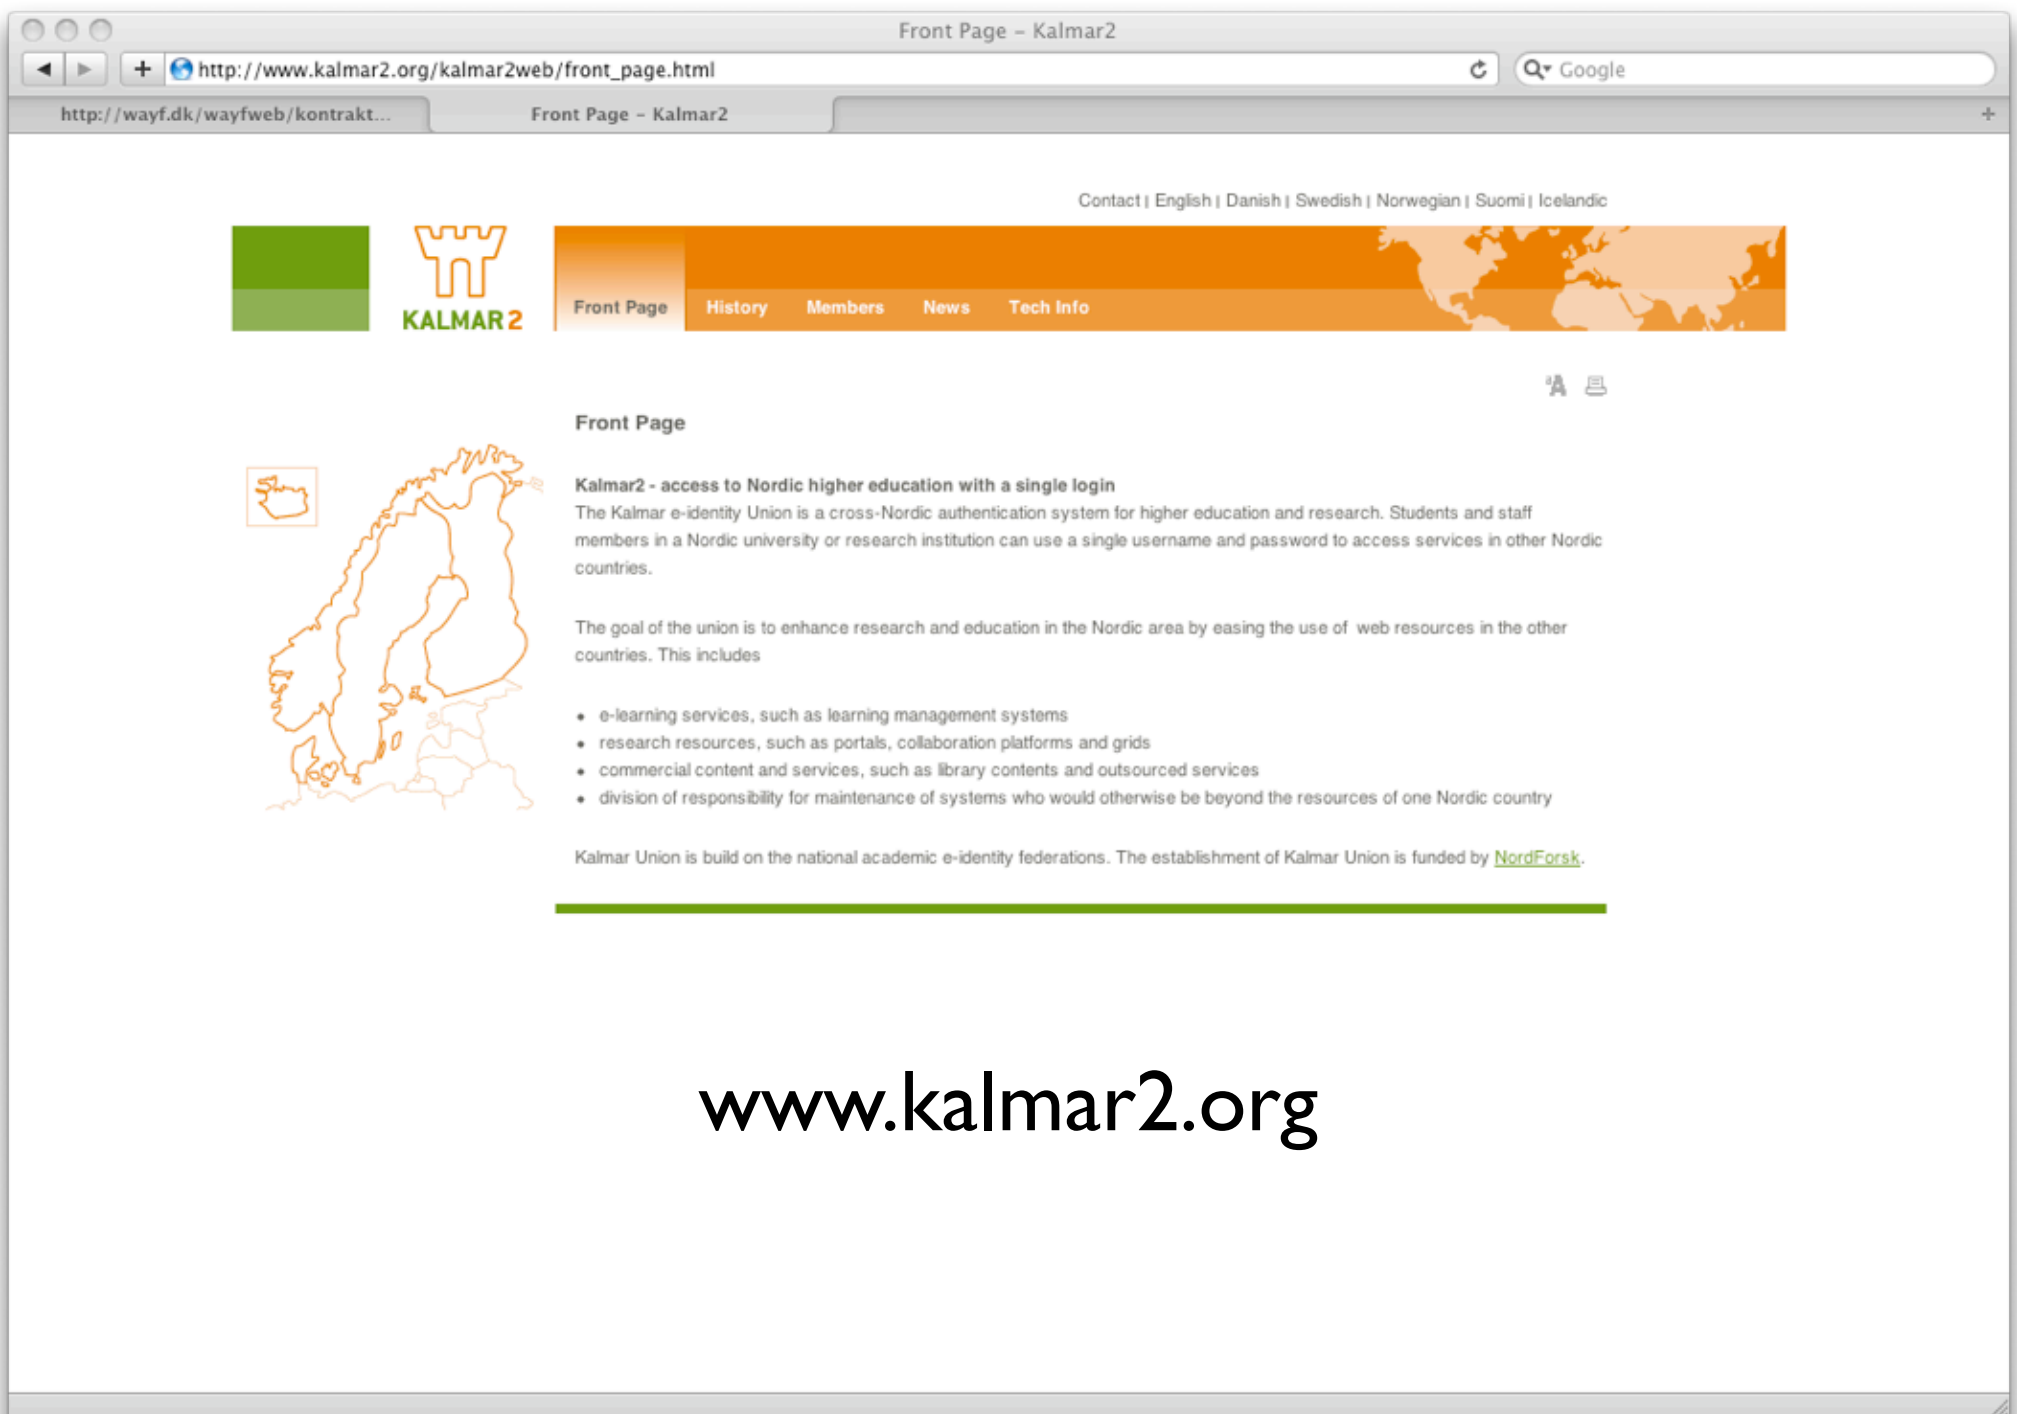 Front Page – Kalmar2
http://www.kalmar2.org/kalmar2web/front_page.html
Google
http://wayf.dk/wayfweb/kontrakt...
Front Page – Kalmar2
Contact | English | Danish | Swedish | Norwegian | Suomi | Icelandic
KALMAR 2
Front Page History Members News Tech Info
Front Page
Kalmar2 - access to Nordic higher education with a single login
The Kalmar e-identity Union is a cross-Nordic authentication system for higher education and research. Students and staff
members in a Nordic university or research institution can use a single username and password to access services in other Nordic
countries.
The goal of the union is to enhance research and education in the Nordic area by easing the use of web resources in the other
countries. This includes
• e-learning services, such as learning management systems
• research resources, such as portals, collaboration platforms and grids
• commercial content and services, such as library contents and outsourced services
• division of responsibility for maintenance of systems who would otherwise be beyond the resources of one Nordic country
Kalmar Union is build on the national academic e-identity federations. The establishment of Kalmar Union is funded by NordForsk.
www.kalmar2.org